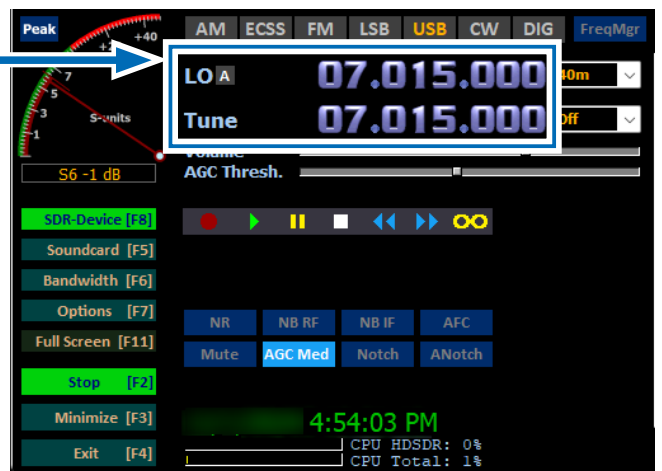 Peak
+20 +40
7
5
3
1
S-units
S6 -1 dB
AM ECSS FM LSB USB CW DIG FreqMgr
LO A 07.015.000 40m
Tune 07.015.000 Off
Volume
AGC Thresh.
SDR-Device [F8]
Soundcard [F5]
Bandwidth [F6]
Options [F7]
Full Screen [F11]
Stop [F2]
Minimize [F3]
Exit [F4]
NR NB RF NB IF AFC
Mute AGC Med Notch ANotch
4:54:03 PM
CPU HDSDR: 0%
CPU Total: 1%